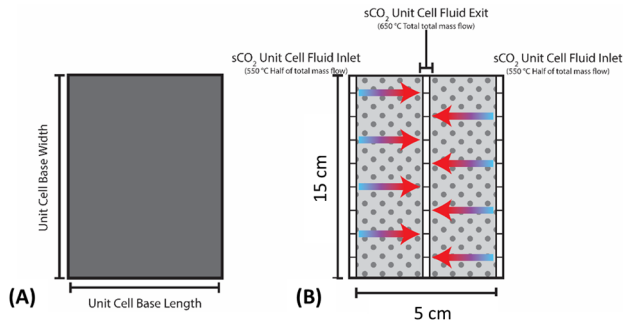 sCO₂ Unit Cell Fluid Exit
(650 °C Total total mass flow)
sCO₂ Unit Cell Fluid Inlet
(550 °C Half of total mass flow)
sCO₂ Unit Cell Fluid Inlet
(550 °C Half of total mass flow)
Unit Cell Base Width
15 cm
(A)
Unit Cell Base Length
(B)
5 cm